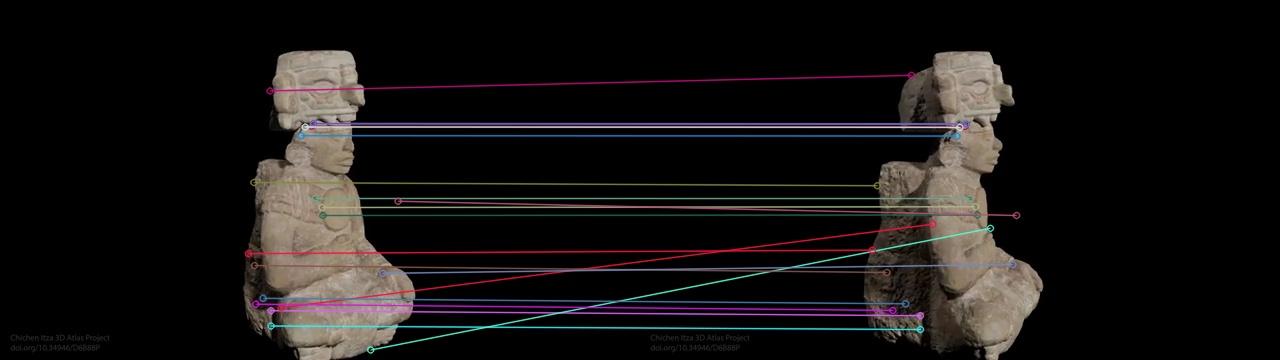 Chichen Itza 3D Atlas Project
doi.org/10.34946/D6B88P
Chichen Itza 3D Atlas Project
doi.org/10.34946/D6B88P